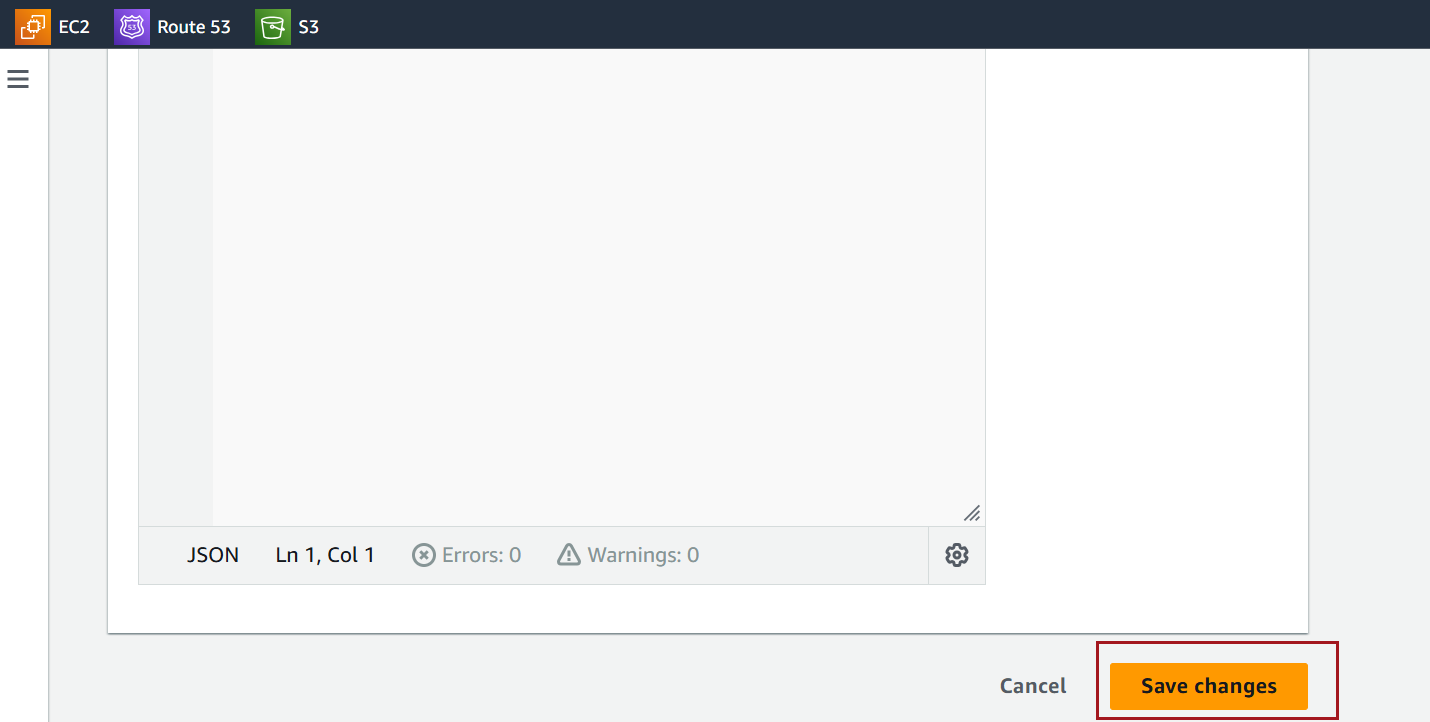 EC2 Route 53 S3
JSON Ln 1, Col 1 Errors: 0 Warnings: 0
Cancel Save changes